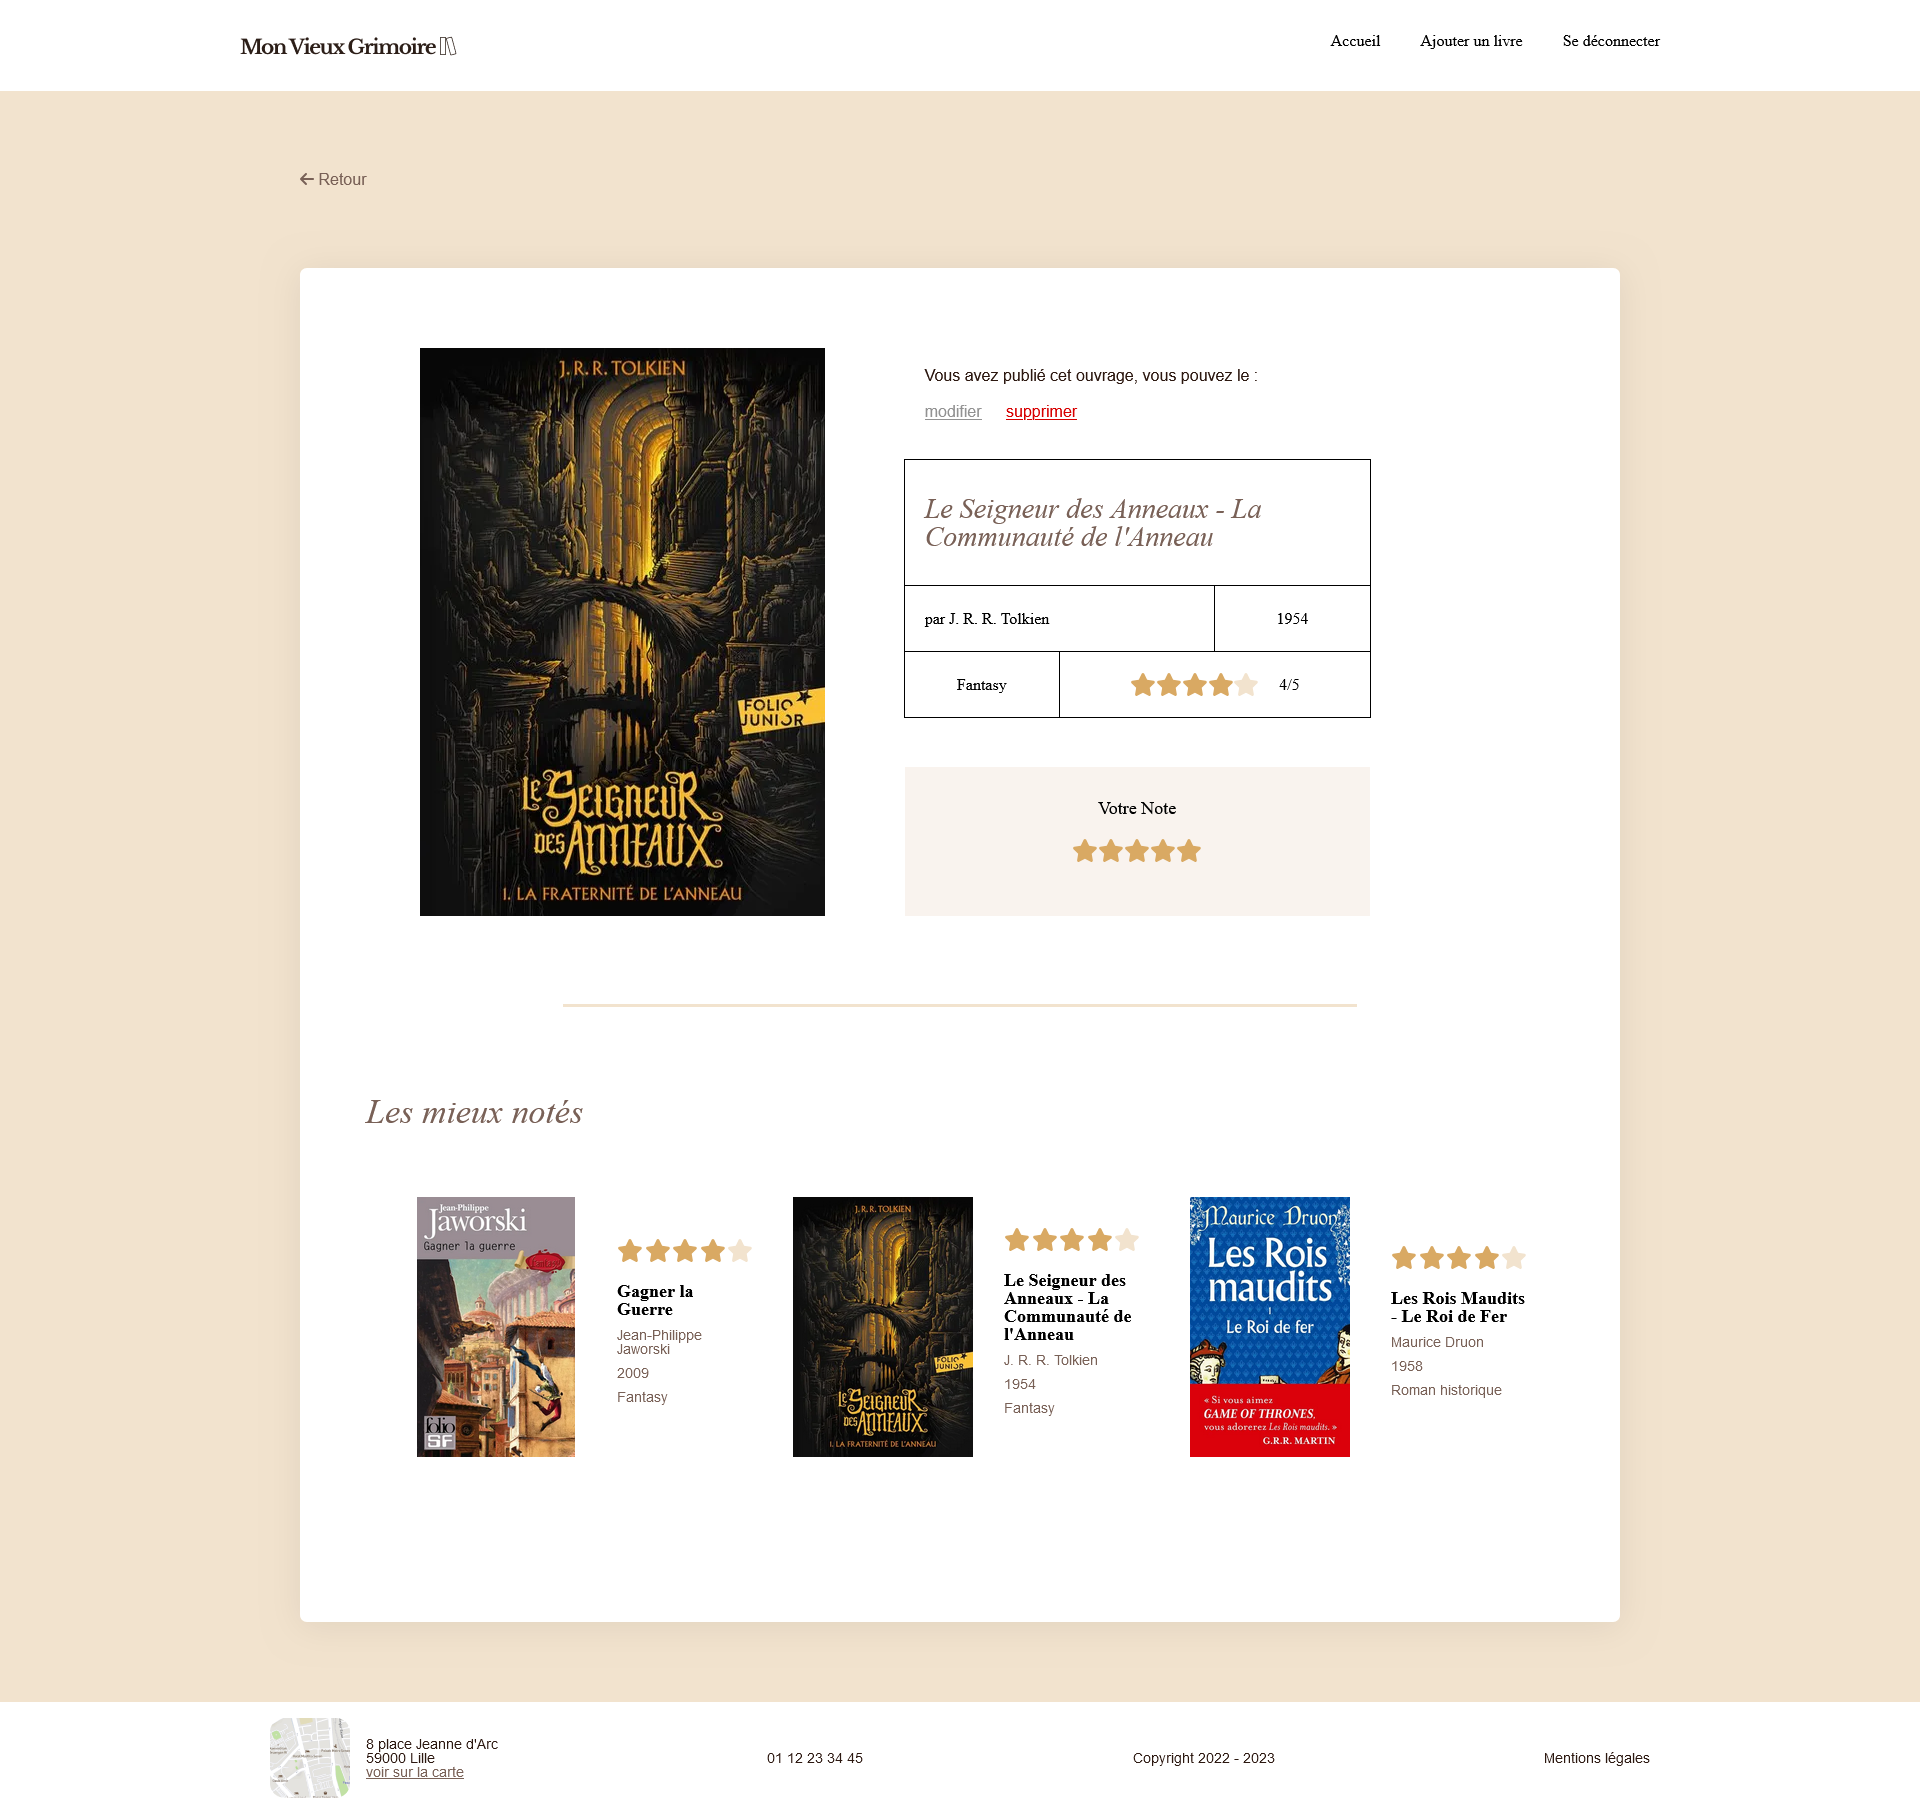 Mon Vieux Grimoire
Accueil
Ajouter un livre
Se déconnecter
Retour
J. R. R. TOLKIEN
FOLIO
JUNIOR
LE SEIGNEUR
DES ANNEAUX
1. LA FRATERNITÉ DE L'ANNEAU
Vous avez publié cet ouvrage, vous pouvez le :
modifier
supprimer
Le Seigneur des Anneaux - La
Communauté de l'Anneau
par J. R. R. Tolkien
1954
Fantasy
4/5
Votre Note
Les mieux notés
Jean-Philippe
Jaworski
Gagner la guerre
folio
SF
Gagner la
Guerre
Jean-Philippe
Jaworski
2009
Fantasy
J. R. R. TOLKIEN
FOLIO
JUNIOR
LE SEIGNEUR
DES ANNEAUX
1. LA FRATERNITÉ DE L'ANNEAU
Le Seigneur des
Anneaux - La
Communauté de
l'Anneau
J. R. R. Tolkien
1954
Fantasy
Maurice Druon
Les Rois
maudits
I
Le Roi de fer
« Si vous aimez
GAME OF THRONES,
vous adorerez Les Rois maudits. »
G.R.R. MARTIN
Les Rois Maudits
- Le Roi de Fer
Maurice Druon
1958
Roman historique
8 place Jeanne d'Arc
59000 Lille
voir sur la carte
01 12 23 34 45
Copyright 2022 - 2023
Mentions légales